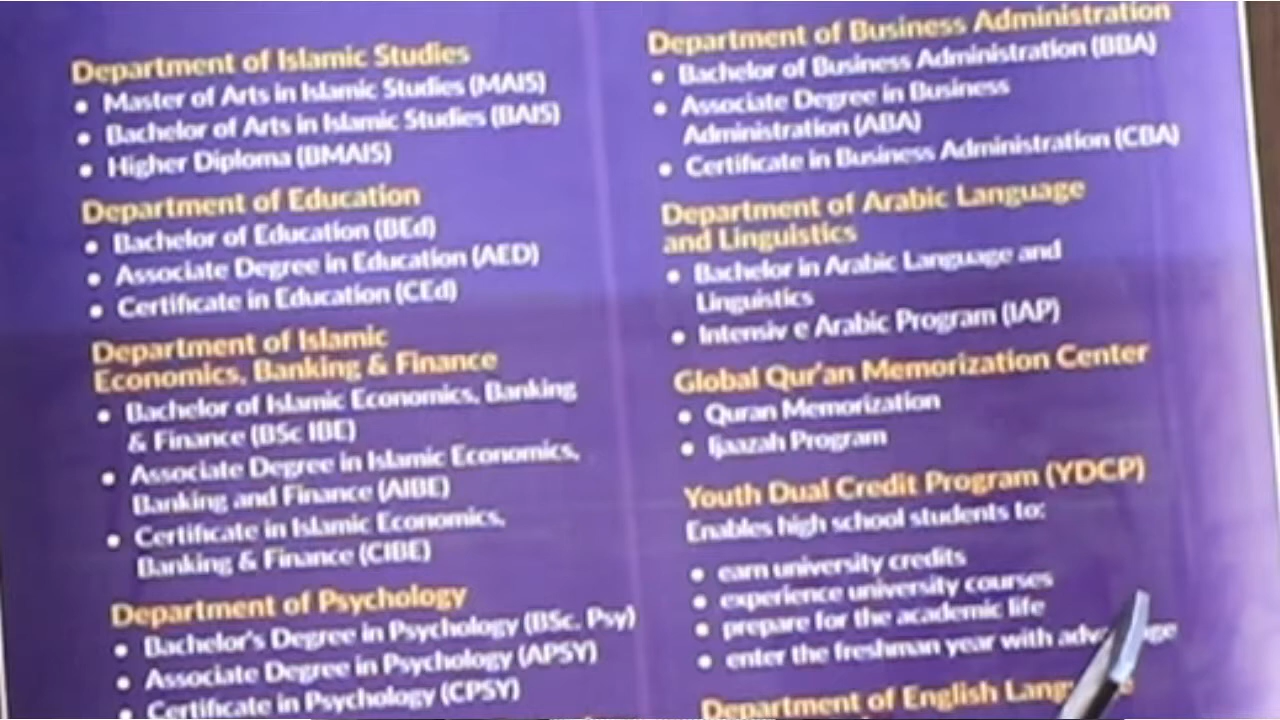 Department of Islamic Studies
• Master of Arts in Islamic Studies (MAIS)
• Bachelor of Arts in Islamic Studies (BAIS)
• Higher Diploma (BMAIS)
Department of Education
• Bachelor of Education (BEd)
• Associate Degree in Education (AED)
• Certificate in Education (CEd)
Department of Islamic
Economics, Banking & Finance
• Bachelor of Islamic Economics, Banking
& Finance (BSc IBE)
• Associate Degree in Islamic Economics,
Banking and Finance (AIBE)
• Certificate in Islamic Economics,
Banking & Finance (CIBE)
Department of Psychology
• Bachelor's Degree in Psychology (BSc. Psy)
• Associate Degree in Psychology (APSY)
• Certificate in Psychology (CPSY)
Department of Business Administration
• Bachelor of Business Administration (BBA)
• Associate Degree in Business
Administration (ABA)
• Certificate in Business Administration (CBA)
Department of Arabic Language
and Linguistics
• Bachelor in Arabic Language and
Linguistics
• Intensiv e Arabic Program (IAP)
Global Qur'an Memorization Center
• Quran Memorization
• Ijaazah Program
Youth Dual Credit Program (YDCP)
Enables high school students to:
• earn university credits
• experience university courses
• prepare for the academic life
• enter the freshman year with
Department of English